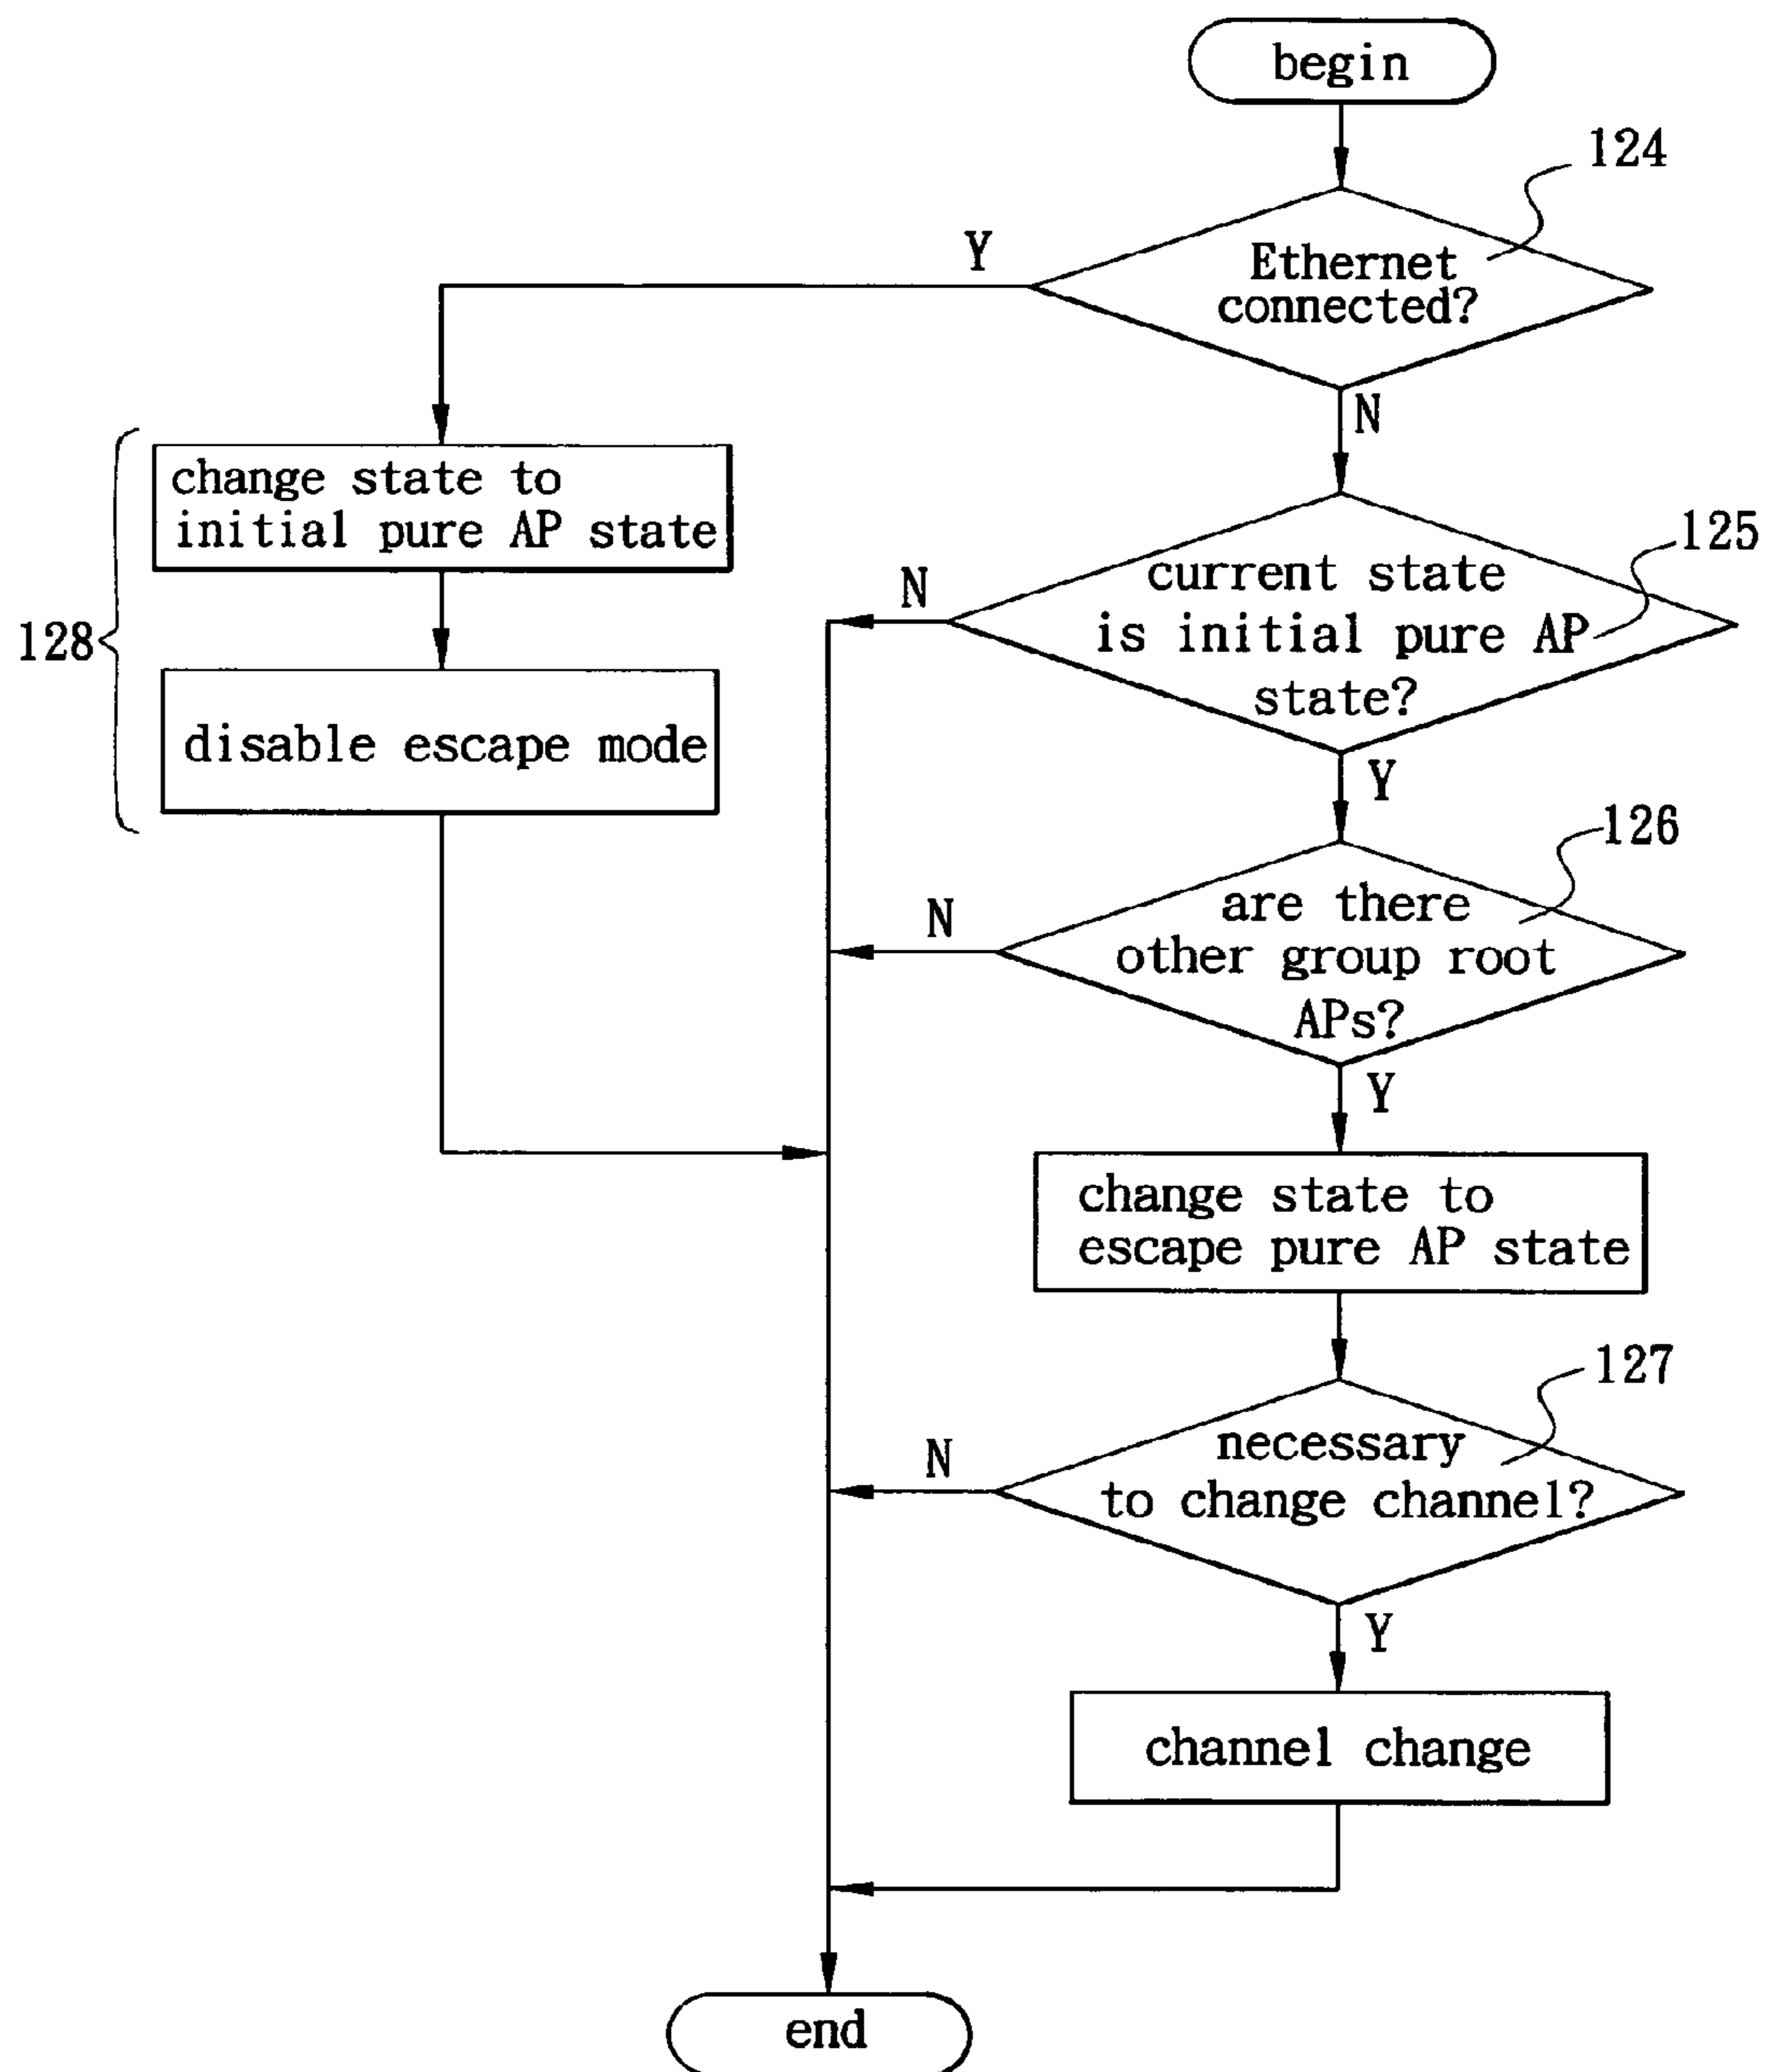 begin
124
Y
Ethernet
connected?
N
change state to
initial pure AP state
128
disable escape mode
125
N
current state
is initial pure AP
state?
Y
126
N
are there
other group root
APs?
Y
change state to
escape pure AP state
127
N
necessary
to change channel?
Y
channel change
end